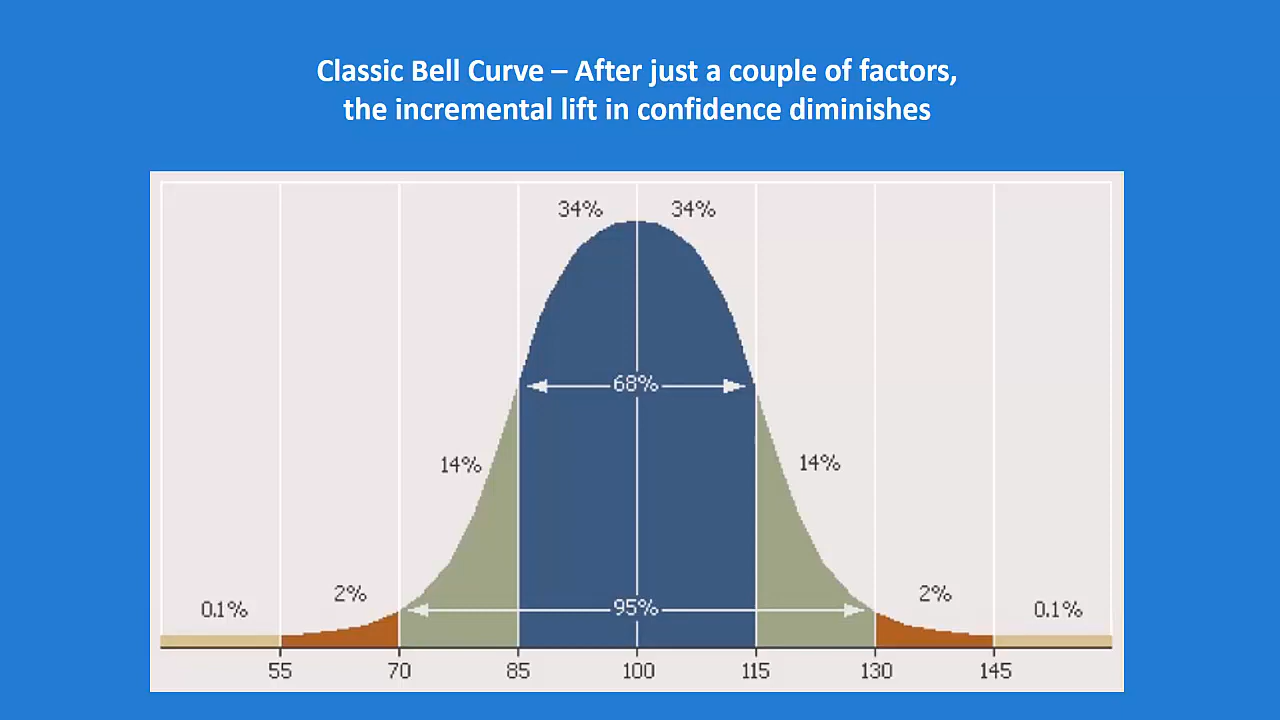 Classic Bell Curve – After just a couple of factors,
the incremental lift in confidence diminishes
34% 34%
68%
14% 14%
2% 2%
0.1% 95% 0.1%
55 70 85 100 115 130 145